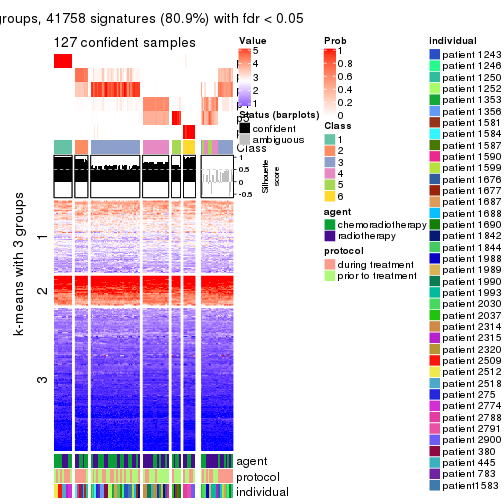 groups, 41758 signatures (80.9%) with fdr < 0.05
127 confident samples
k-means with 3 groups
1
2
3
Class
1
0.5
0
-0.5
Silhouette score
agent
protocol
individual
Value
5
4
3
2
1
Status (barplots)
confident
ambiguous
Prob
1
0.8
0.6
0.4
0.2
0
Class
1
2
3
4
5
6
agent
chemoradiotherapy
radiotherapy
protocol
during treatment
prior to treatment
individual
patient 1243
patient 1246
patient 1250
patient 1252
patient 1353
patient 1356
patient 1581
patient 1584
patient 1587
patient 1590
patient 1599
patient 1676
patient 1677
patient 1687
patient 1688
patient 1690
patient 1842
patient 1844
patient 1988
patient 1989
patient 1990
patient 1993
patient 2030
patient 2037
patient 2314
patient 2315
patient 2320
patient 2509
patient 2512
patient 2518
patient 275
patient 2774
patient 2788
patient 2791
patient 2900
patient 380
patient 445
patient 783
patient1583